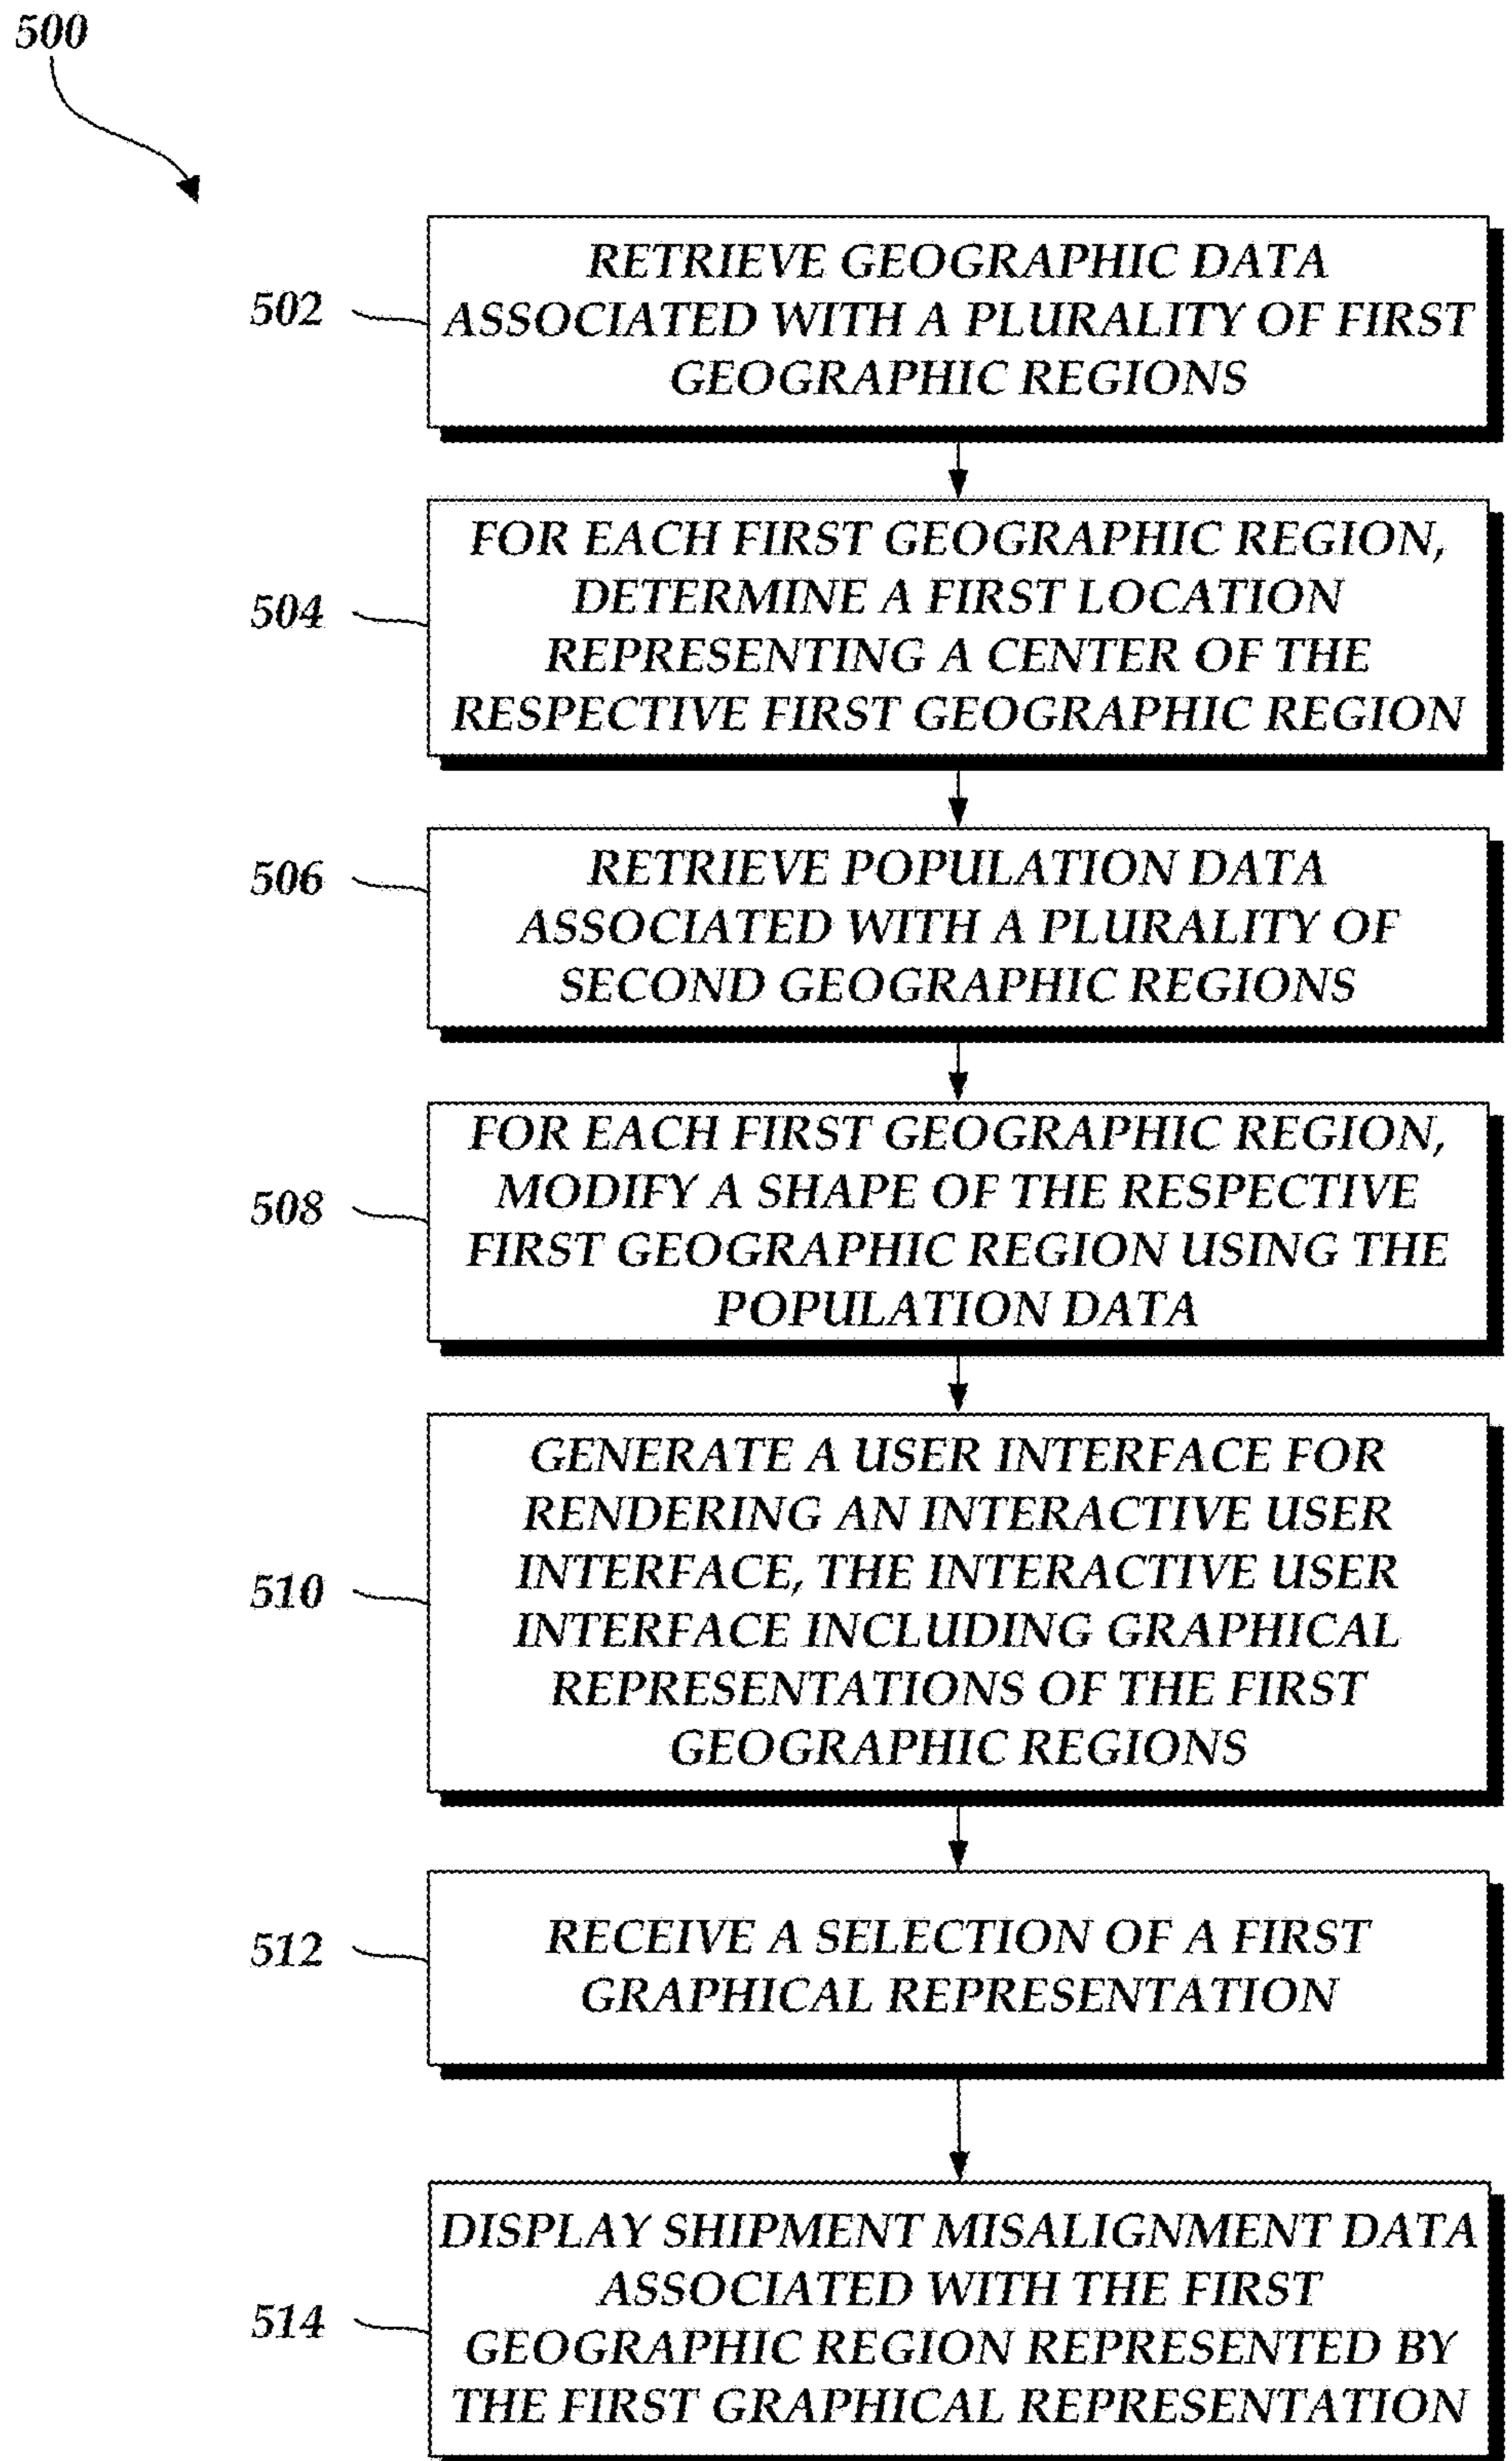 500
502
RETRIEVE GEOGRAPHIC DATA
ASSOCIATED WITH A PLURALITY OF FIRST
GEOGRAPHIC REGIONS
504
FOR EACH FIRST GEOGRAPHIC REGION,
DETERMINE A FIRST LOCATION
REPRESENTING A CENTER OF THE
RESPECTIVE FIRST GEOGRAPHIC REGION
506
RETRIEVE POPULATION DATA
ASSOCIATED WITH A PLURALITY OF
SECOND GEOGRAPHIC REGIONS
508
FOR EACH FIRST GEOGRAPHIC REGION,
MODIFY A SHAPE OF THE RESPECTIVE
FIRST GEOGRAPHIC REGION USING THE
POPULATION DATA
510
GENERATE A USER INTERFACE FOR
RENDERING AN INTERACTIVE USER
INTERFACE, THE INTERACTIVE USER
INTERFACE INCLUDING GRAPHICAL
REPRESENTATIONS OF THE FIRST
GEOGRAPHIC REGIONS
512
RECEIVE A SELECTION OF A FIRST
GRAPHICAL REPRESENTATION
514
DISPLAY SHIPMENT MISALIGNMENT DATA
ASSOCIATED WITH THE FIRST
GEOGRAPHIC REGION REPRESENTED BY
THE FIRST GRAPHICAL REPRESENTATION